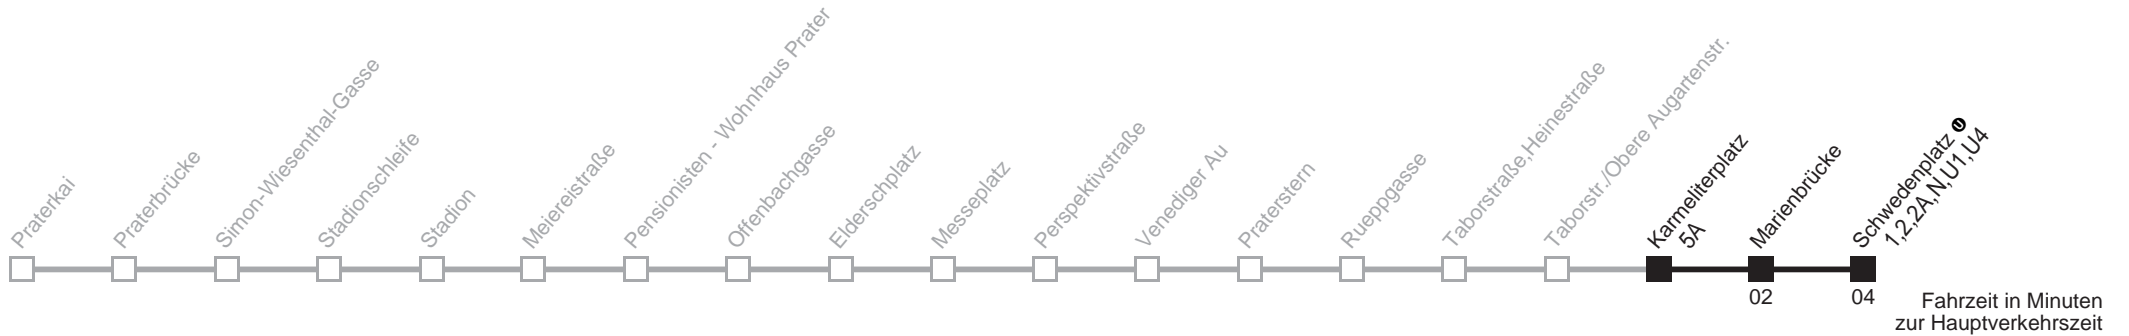 Praterkai
Praterbrücke
Simon-Wiesenthal-Gasse
Stadionschleife
Stadion
Meiereistraße
Pensionisten - Wohnhaus Prater
Offenbachgasse
Elderschplatz
Messeplatz
Perspektivstraße
Venediger Au
Praterstern
Rueppgasse
Taborstraße,Heinestraße
Taborstr./Obere Augartenstr.
Karmeliterplatz
5A
Marienbrücke
Schwedenplatz U
1,2,2A,N,U1,U4
02
04
Fahrzeit in Minuten
zur Hauptverkehrszeit